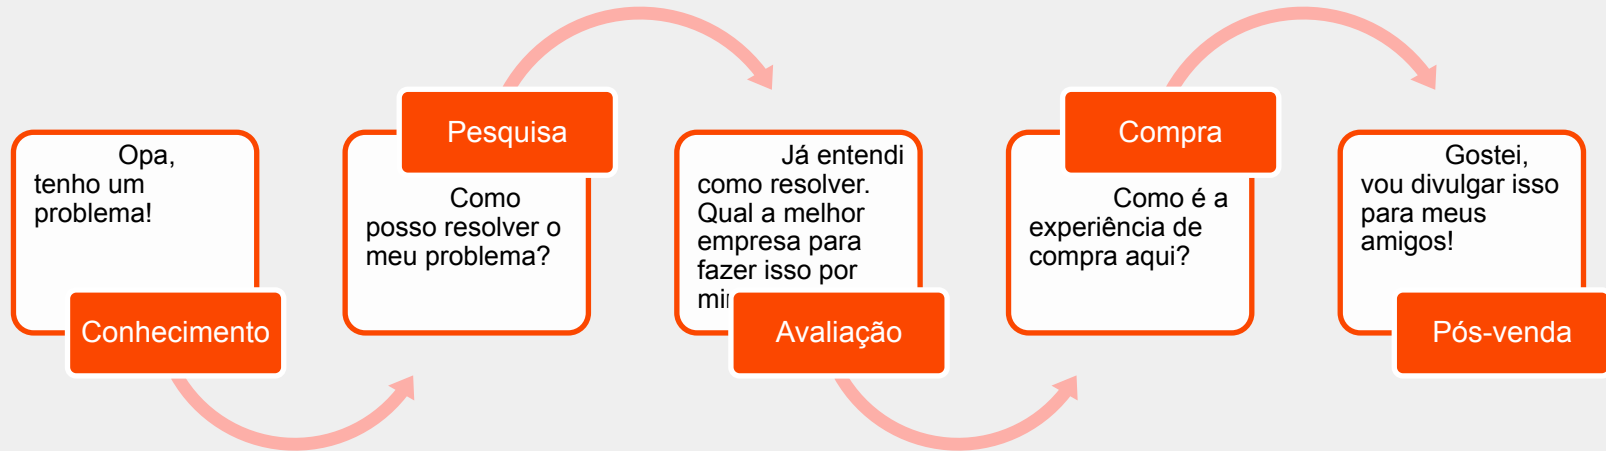 Opa,
tenho um
problema!
Conhecimento
Pesquisa
Como
posso resolver o
meu problema?
Já entendi
como resolver.
Qual a melhor
empresa para
fazer isso por
Avaliação
Compra
Como é a
experiência de
compra aqui?
Gostei,
vou divulgar isso
para meus
amigos!
Pós-venda